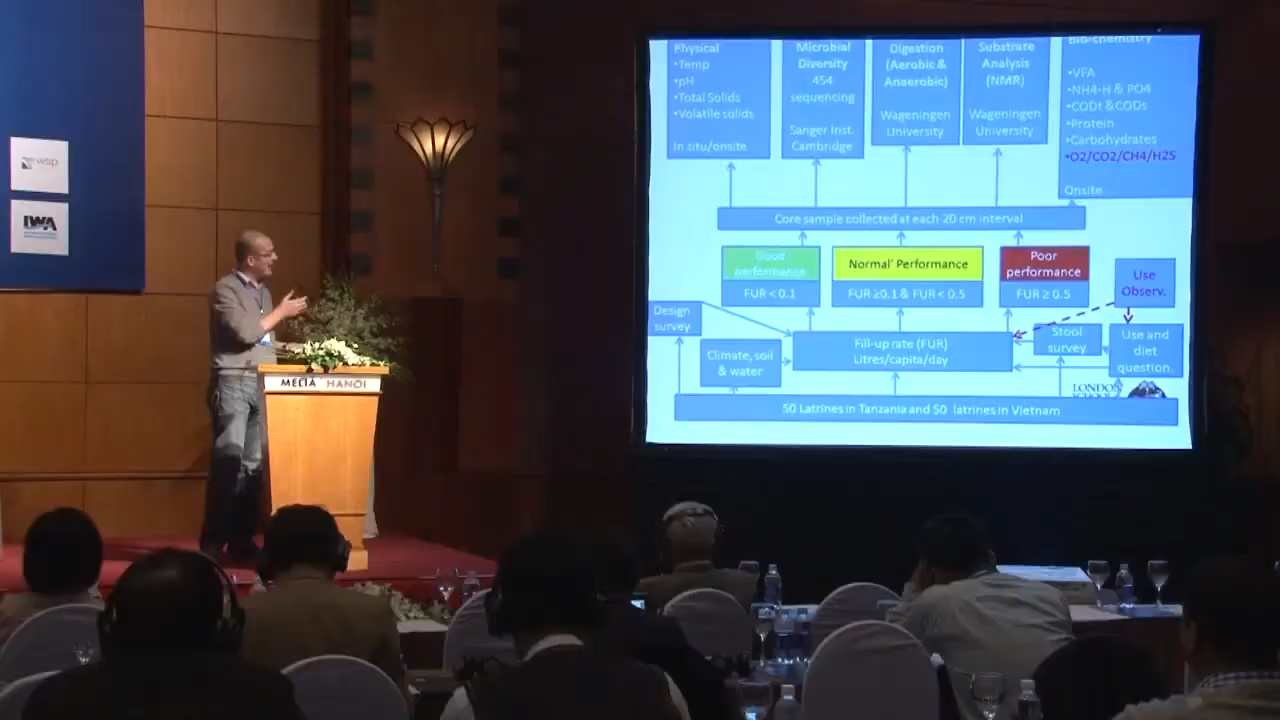 wsp
IWA
MELIA HANOI
Physical
•Temp
•pH
•Total Solids
•Volatile solids
In situ/onsite
Microbial
Diversity
454
sequencing
Sanger Inst.
Cambridge
Digestion
(Aerobic &
Anaerobic)
Wageningen
University
Substrate
Analysis
(NMR)
Wageningen
University
Bio-chemistry
•VFA
•NH4-H & PO4
•CODt &CODs
•Protein
•Carbohydrates
•O2/CO2/CH4/H2S
Onsite
Core sample collected at each 20 cm interval
Good
performance
FUR < 0.1
Normal' Performance
FUR ≥0.1 & FUR < 0.5
Poor
performance
FUR ≥ 0.5
Use
Observ.
Design
survey
Climate, soil
& water
Fill-up rate (FUR)
Litres/capita/day
Stool
survey
Use and
diet
question.
LONDON
50 Latrines in Tanzania and 50 latrines in Vietnam